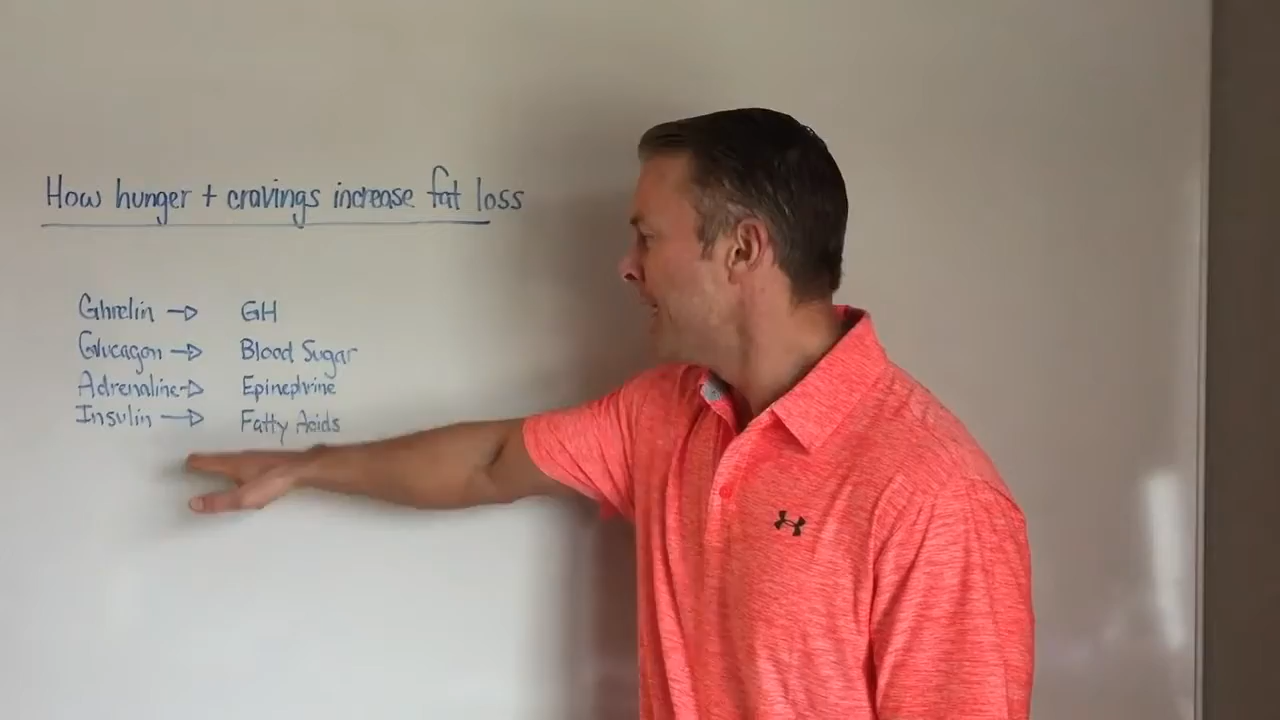 How hunger + cravings increase fat loss
Ghrelin → GH
Glucagon → Blood Sugar
Adrenaline → Epinephrine
Insulin → Fatty Acids